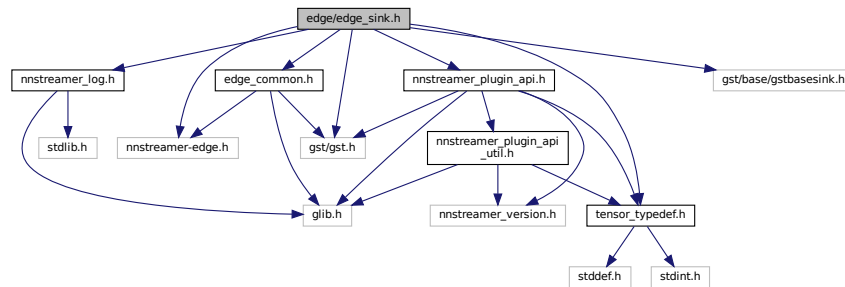 edge/edge_sink.h
nnstreamer_log.h
edge_common.h
nnstreamer_plugin_api.h
gst/base/gstbasesink.h
stdlib.h
nnstreamer-edge.h
gst/gst.h
nnstreamer_plugin_api
_util.h
glib.h
nnstreamer_version.h
tensor_typedef.h
stddef.h
stdint.h